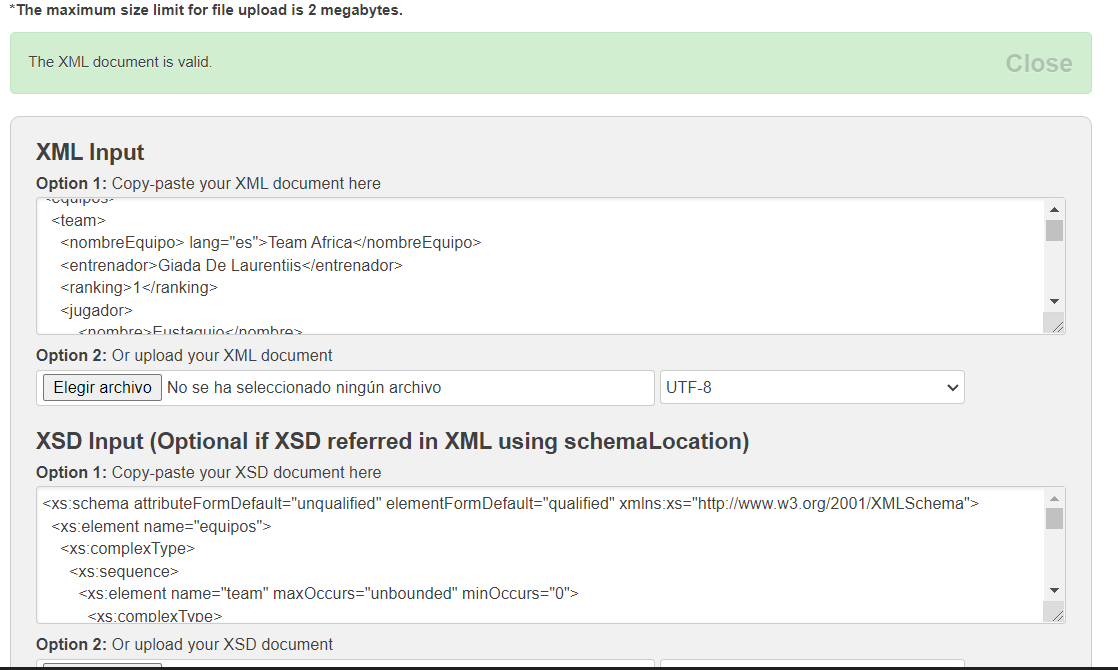 *The maximum size limit for file upload is 2 megabytes.
The XML document is valid.
Close
XML Input
Option 1: Copy-paste your XML document here
<equipos>
<team>
<nombreEquipo> lang="es">Team Africa</nombreEquipo>
<entrenador>Giada De Laurentiis</entrenador>
<ranking>1</ranking>
<jugador>
<nombre>Eustaquio</nombre>
Option 2: Or upload your XML document
Elegir archivo No se ha seleccionado ningún archivo
UTF-8
XSD Input (Optional if XSD referred in XML using schemaLocation)
Option 1: Copy-paste your XSD document here
<xs:schema attributeFormDefault="unqualified" elementFormDefault="qualified" xmlns:xs="http://www.w3.org/2001/XMLSchema">
<xs:element name="equipos">
<xs:complexType>
<xs:sequence>
<xs:element name="team" maxOccurs="unbounded" minOccurs="0">
<xs:complexType>
Option 2: Or upload your XSD document